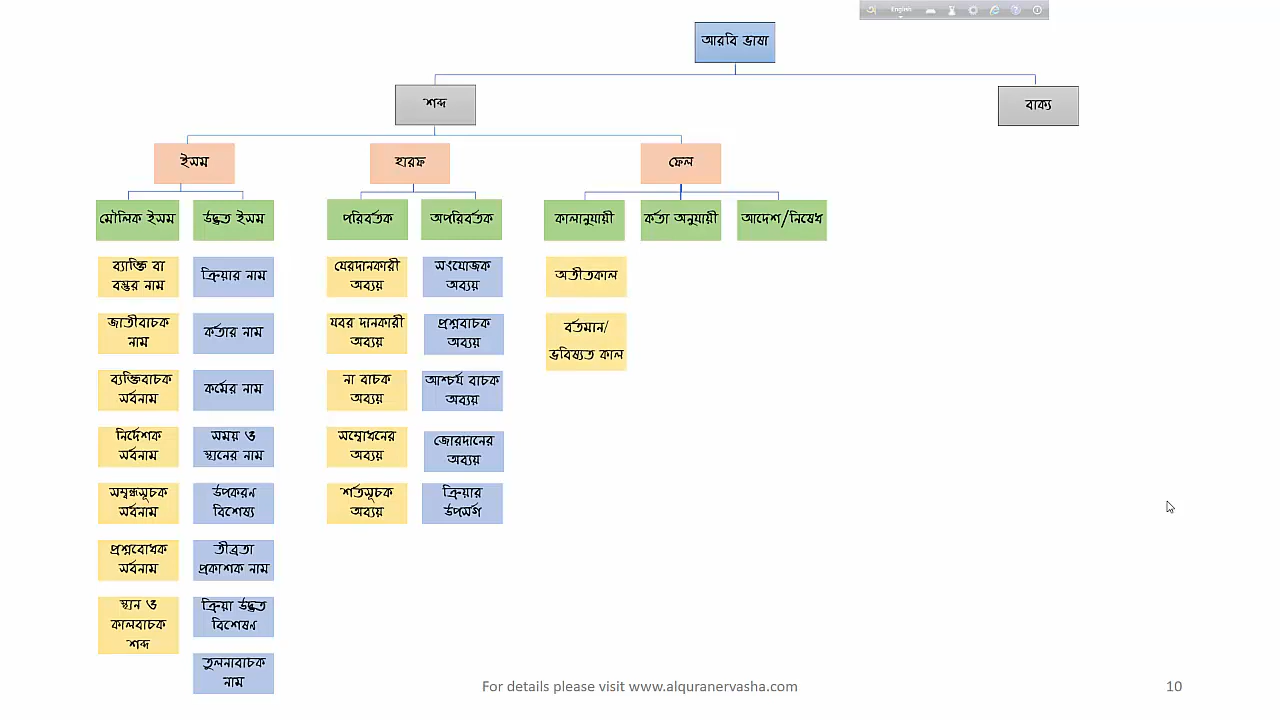 English
আরবি ভাষা
শব্দ
বাক্য
ইসম
হারফ
ফেল
মৌলিক ইসম
উদ্ধৃত ইসম
পরিবর্তক
অপরিবর্তক
কালানুযায়ী
কর্তা অনুযায়ী
আদেশ/নিষেধ
ব্যাক্তি বা
বস্তুর নাম
ক্রিয়ার নাম
যেরদানকারী
অব্যয়
সংযোজক
অব্যয়
অতীতকাল
জাতীবাচক
নাম
কর্তার নাম
যবর দানকারী
অব্যয়
প্রশ্নবাচক
অব্যয়
বর্তমান/
ভবিষ্যত কাল
ব্যক্তিবাচক
সর্বনাম
কর্মের নাম
না বাচক
অব্যয়
আশ্চর্য বাচক
অব্যয়
নির্দেশক
সর্বনাম
সময় ও
স্থানের নাম
সম্বোধনের
অব্যয়
জোরদানের
অব্যয়
সম্বন্ধসূচক
সর্বনাম
উপকরণ
বিশেষ্য
শর্তসূচক
অব্যয়
ক্রিয়ার
উপসর্গ
প্রশ্নবোধক
সর্বনাম
তীব্রতা
প্রকাশক নাম
স্থান ও
কালবাচক
শব্দ
ক্রিয়া উদ্ধৃত
বিশেষণ
তুলনাবাচক
নাম
For details please visit www.alquranervasha.com
10